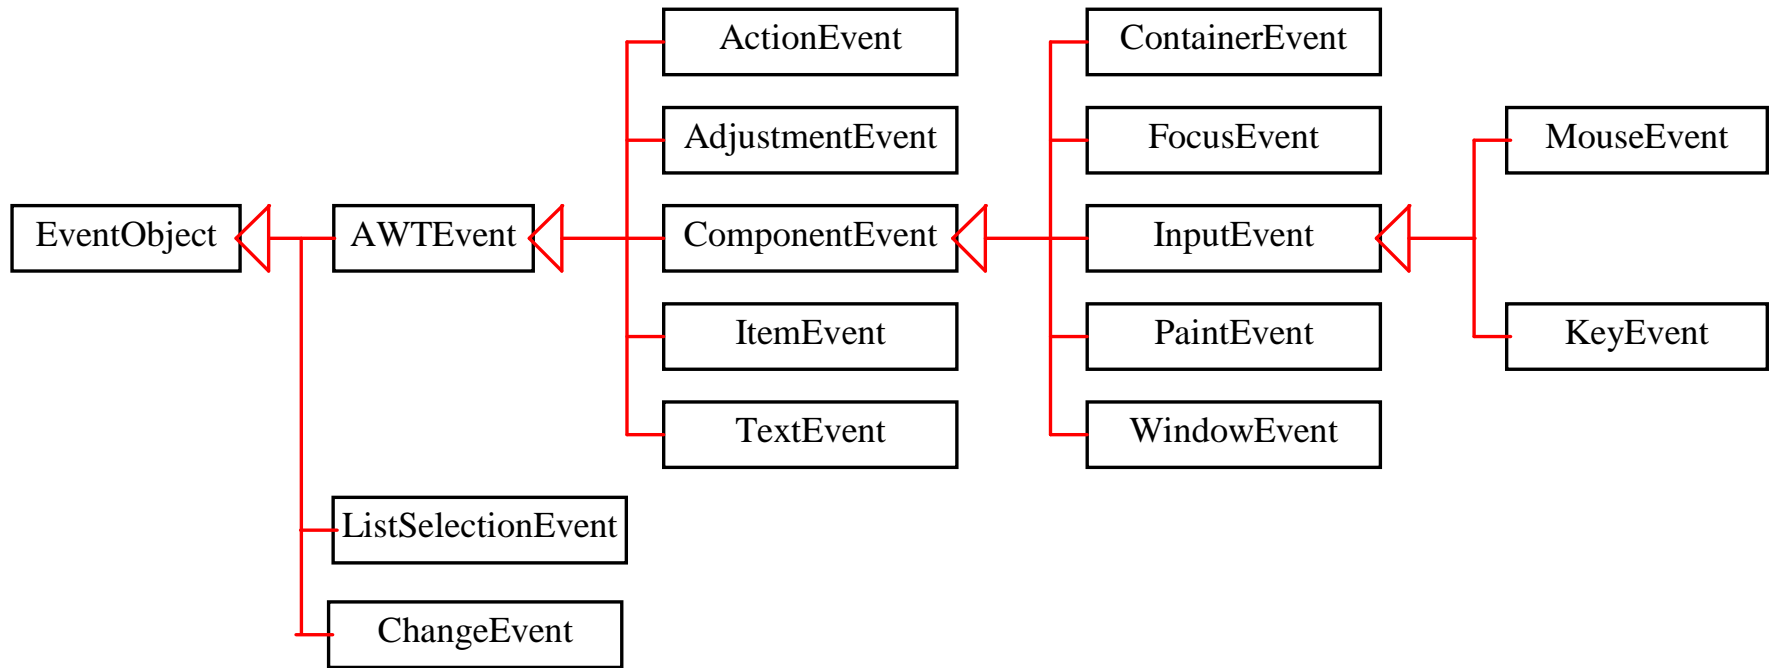 EventObject
AWTEvent
ListSelectionEvent
ChangeEvent
ActionEvent
AdjustmentEvent
ComponentEvent
ItemEvent
TextEvent
ContainerEvent
FocusEvent
InputEvent
PaintEvent
WindowEvent
MouseEvent
KeyEvent